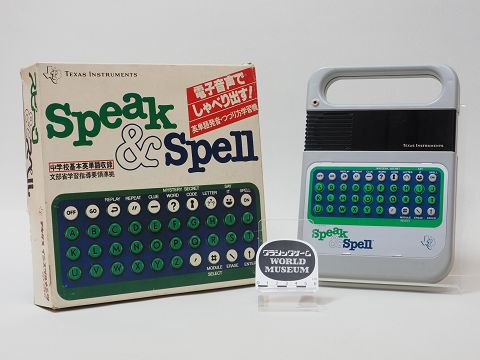 TEXAS INSTRUMENTS
電子音声で
しゃべり出す!
英単語発音・つづり方学習機
Speak
& Spell
中学校基本英単語収録
文部省学習指導要領準拠
OFF GO REPLAY REPEAT CLUE MYSTERY WORD SECRET CODE LETTER SAY IT SPELL ON
A B C D E F G H I J
K L M N O P Q R S T
U V W X Y Z ' MODULE SELECT ERASE ENTER
TEXAS INSTRUMENTS
Speak
& Spell
クラシックゲーム
WORLD
MUSEUM